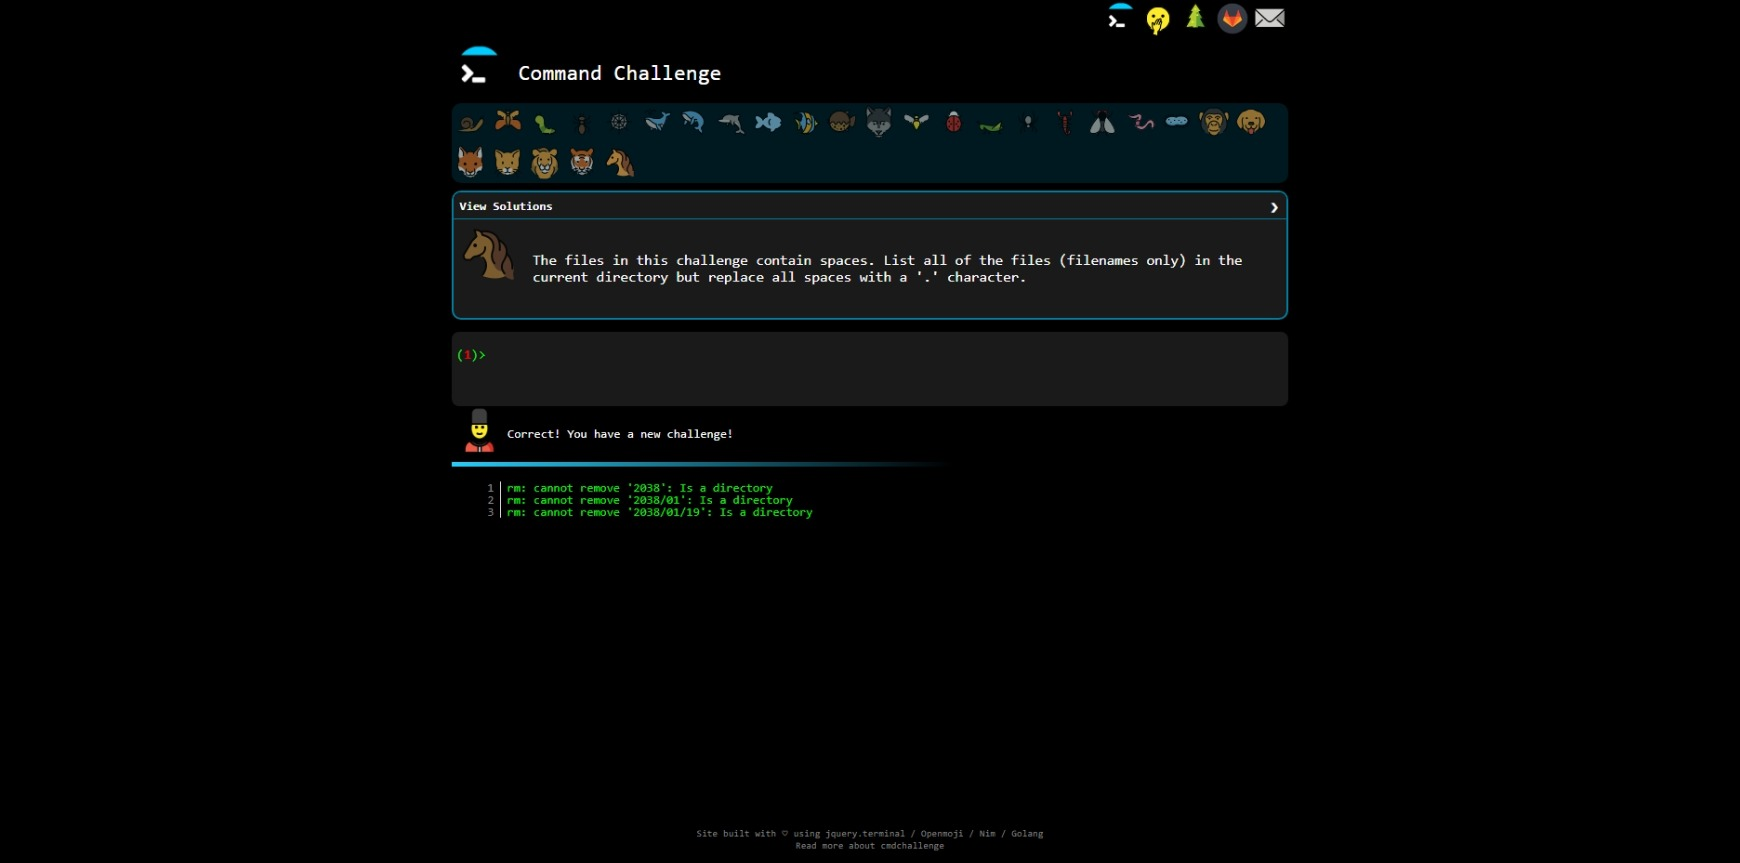 Command Challenge
View Solutions
The files in this challenge contain spaces. List all of the files (filenames only) in the
current directory but replace all spaces with a '.' character.
(1)>
Correct! You have a new challenge!
1 rm: cannot remove '2038': Is a directory
2 rm: cannot remove '2038/01': Is a directory
3 rm: cannot remove '2038/01/19': Is a directory
Site built with ♡ using jquery.terminal / Openmoji / Nim / Golang
Read more about cmdchallenge